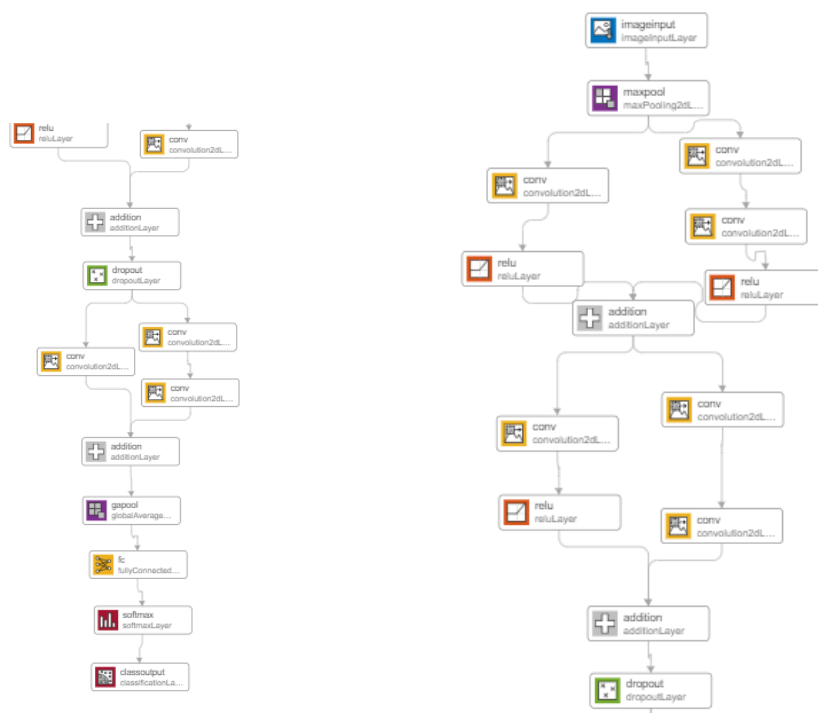 relu
reluLayer
conv
convolution2dL...
addition
additionLayer
dropout
dropoutLayer
conv
convolution2dL...
conv
convolution2dL...
conv
convolution2dL...
addition
additionLayer
gapool
globalAverage...
fc
fullyConnected...
softmax
softmaxLayer
classoutput
classificationLa...
imageinput
imageInputLayer
maxpool
maxPooling2dL...
conv
convolution2dL...
conv
convolution2dL...
conv
convolution2dL...
relu
reluLayer
relu
reluLayer
addition
additionLayer
conv
convolution2dL...
conv
convolution2dL...
relu
reluLayer
conv
convolution2dL...
addition
additionLayer
dropout
dropoutLayer